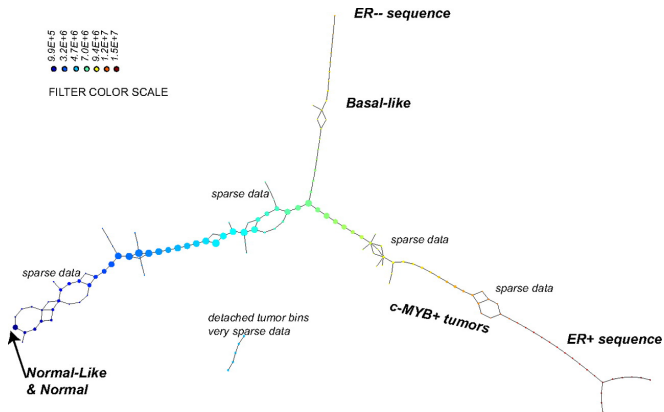 ER-- sequence
9.9E+5
3.2E+6
4.7E+6
7.0E+6
9.4E+6
1.2E+7
1.5E+7
FILTER COLOR SCALE
Basal-like
sparse data
sparse data
sparse data
sparse data
c-MYB+ tumors
detached tumor bins
very sparse data
ER+ sequence
Normal-Like
& Normal